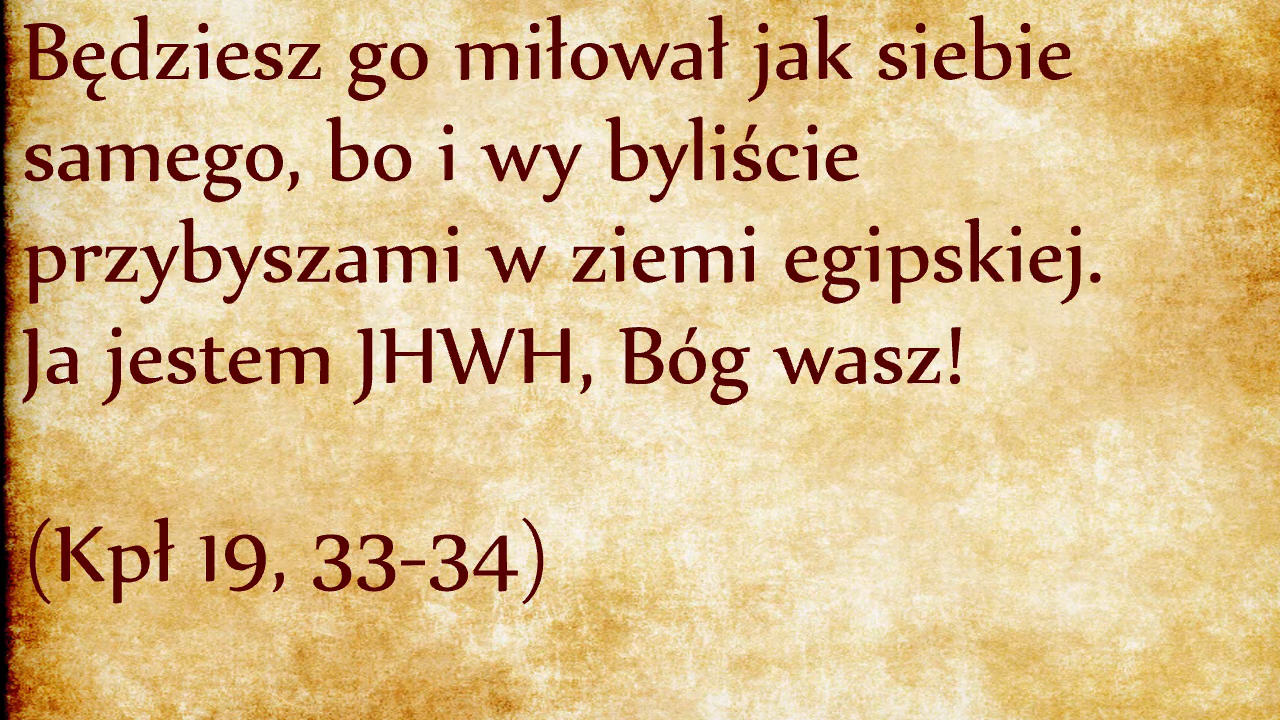 Będziesz go miłował jak siebie
samego, bo i wy byliście
przybyszami w ziemi egipskiej.
Ja jestem JHWH, Bóg wasz!
(Kpł 19, 33-34)